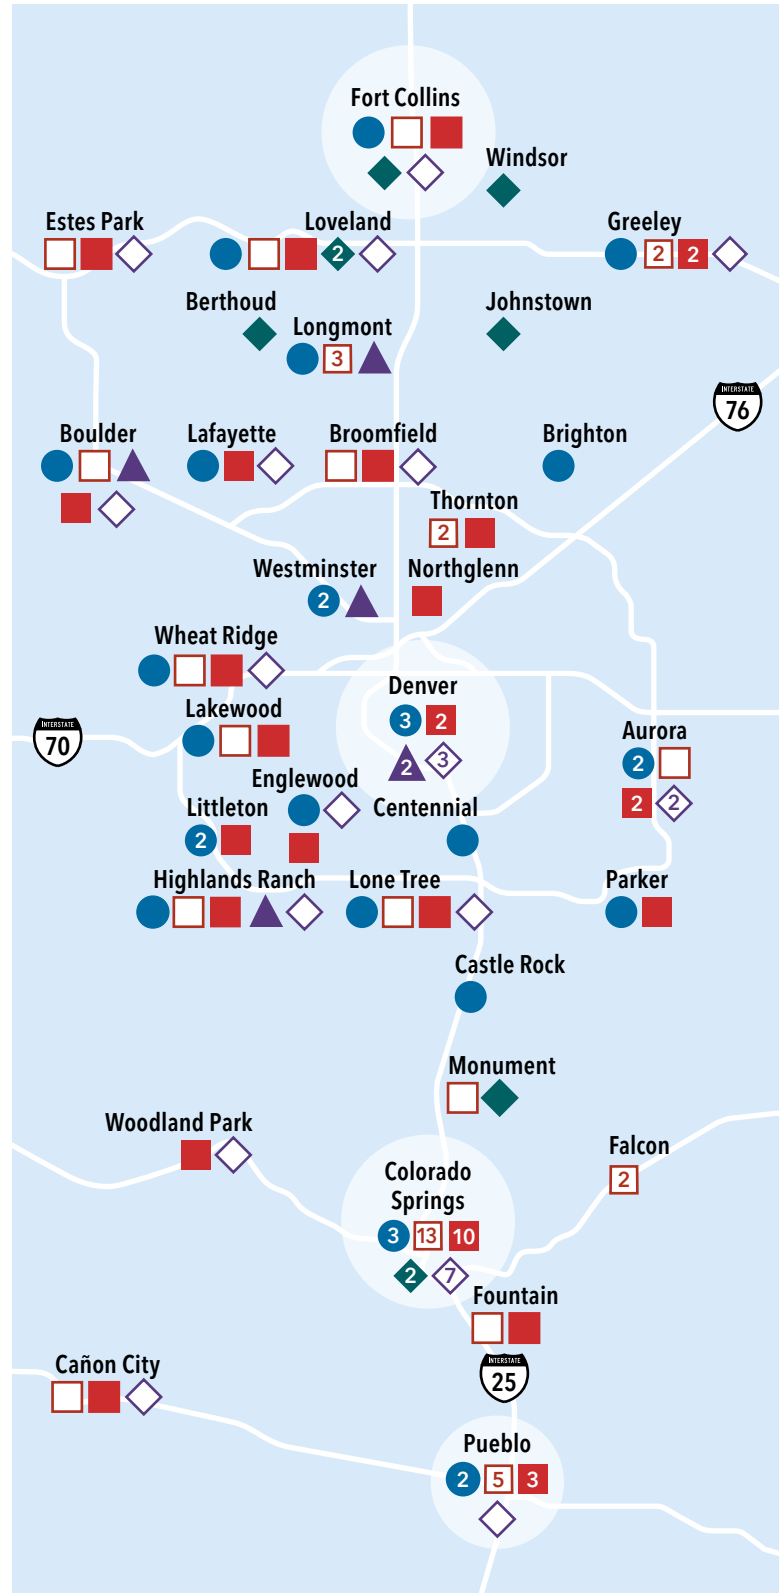 Fort Collins
Windsor
Estes Park
Loveland
2
Greeley
2 2
Berthoud
Johnstown
Longmont
3
INTERSTATE
76
Boulder
Lafayette
Broomfield
Brighton
Thornton
2
Westminster
2
Northglenn
Wheat Ridge
Denver
3 2
2 3
Lakewood
INTERSTATE
70
Aurora
2
2 2
Englewood
Littleton
2
Centennial
Highlands Ranch
Lone Tree
Parker
Castle Rock
Monument
Woodland Park
Falcon
2
Colorado
Springs
3 13 10
2 7
Fountain
INTERSTATE
25
Cañon City
Pueblo
2 5 3